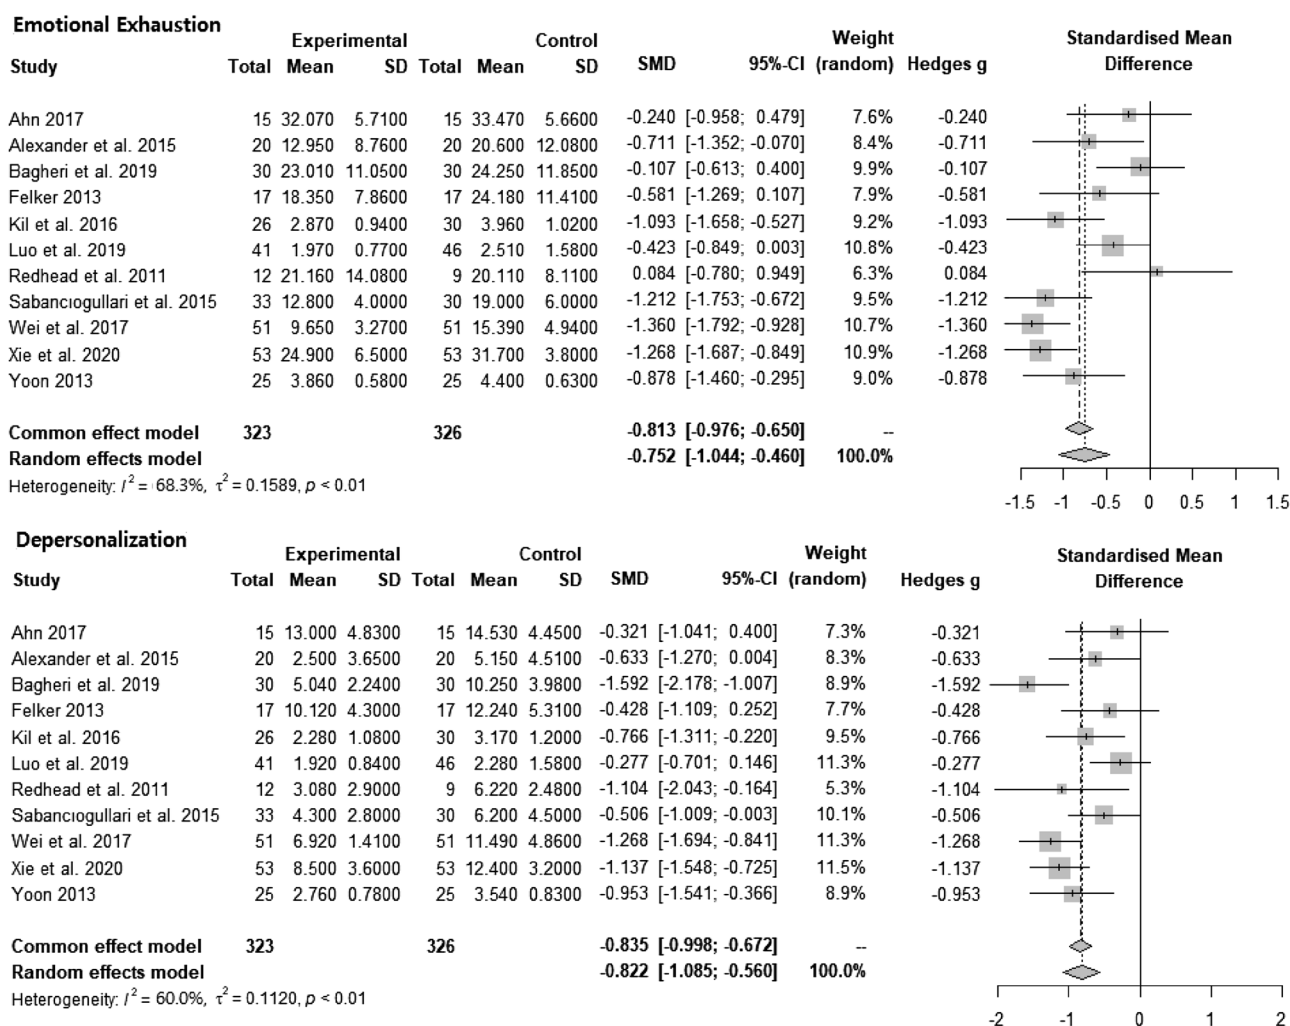 Emotional Exhaustion
Experimental Control Weight Standardised Mean
Study Total Mean SD Total Mean SD SMD 95%-CI (random) Hedges g Difference
Ahn 2017 15 32.070 5.7100 15 33.470 5.6600 -0.240 [-0.958; 0.479] 7.6% -0.240
Alexander et al. 2015 20 12.950 8.7600 20 20.600 12.0800 -0.711 [-1.352; -0.070] 8.4% -0.711
Bagheri et al. 2019 30 23.010 11.0500 30 24.250 11.8500 -0.107 [-0.613; 0.400] 9.9% -0.107
Felker 2013 17 18.350 7.8600 17 24.180 11.4100 -0.581 [-1.269; 0.107] 7.8% -0.581
Kil et al. 2016 26 2.870 0.9400 30 3.960 1.0200 -1.093 [-1.658; -0.527] 9.2% -1.093
Luo et al. 2019 41 1.970 0.7700 46 2.510 1.5800 -0.423 [-0.849; 0.003] 10.8% -0.423
Redhead et al. 2011 12 21.160 14.0800 9 20.110 8.1100 0.084 [-0.780; 0.949] 6.3% 0.084
Sabancıogullari et al. 2015 33 12.800 4.0000 30 19.000 6.0000 -1.212 [-1.753; -0.672] 9.5% -1.212
Wei et al. 2017 51 9.650 3.2700 51 15.390 4.9400 -1.360 [-1.792; -0.928] 10.7% -1.360
Xie et al. 2020 53 24.900 6.5000 53 31.700 3.8000 -1.268 [-1.687; -0.849] 10.9% -1.268
Yoon 2013 25 3.860 0.5800 25 4.400 0.6300 -0.878 [-1.460; -0.295] 9.0% -0.878
Common effect model 323 326 -0.813 [-0.976; -0.650] --
Random effects model -0.752 [-1.044; -0.460] 100.0%
Heterogeneity: I² = 68.3%, τ² = 0.1589, p < 0.01
-1.5 -1 -0.5 0 0.5 1 1.5
Depersonalization
Experimental Control Weight Standardised Mean
Study Total Mean SD Total Mean SD SMD 95%-CI (random) Hedges g Difference
Ahn 2017 15 13.000 4.8300 15 14.530 4.4500 -0.321 [-1.041; 0.400] 7.3% -0.321
Alexander et al. 2015 20 2.500 3.6500 20 5.150 4.5100 -0.633 [-1.270; 0.004] 8.3% -0.633
Bagheri et al. 2019 30 5.040 2.2400 30 10.250 3.9800 -1.592 [-2.178; -1.007] 8.9% -1.592
Felker 2013 17 10.120 4.3000 17 12.240 5.3100 -0.428 [-1.109; 0.252] 7.7% -0.428
Kil et al. 2016 26 2.280 1.0800 30 3.170 1.2000 -0.766 [-1.311; -0.220] 9.5% -0.766
Luo et al. 2019 41 1.920 0.8400 46 2.280 1.5800 -0.277 [-0.701; 0.146] 11.3% -0.277
Redhead et al. 2011 12 3.080 2.9000 9 6.220 2.4800 -1.104 [-2.043; -0.164] 5.3% -1.104
Sabancıogullari et al. 2015 33 4.300 2.8000 30 6.200 4.5000 -0.506 [-1.009; -0.003] 10.1% -0.506
Wei et al. 2017 51 6.920 1.4100 51 11.490 4.8600 -1.268 [-1.694; -0.841] 11.3% -1.268
Xie et al. 2020 53 8.500 3.6000 53 12.400 3.2000 -1.137 [-1.548; -0.725] 11.5% -1.137
Yoon 2013 25 2.760 0.7800 25 3.540 0.8300 -0.953 [-1.541; -0.366] 8.9% -0.953
Common effect model 323 326 -0.835 [-0.998; -0.672] --
Random effects model -0.822 [-1.085; -0.560] 100.0%
Heterogeneity: I² = 60.0%, τ² = 0.1120, p < 0.01
-2 -1 0 1 2